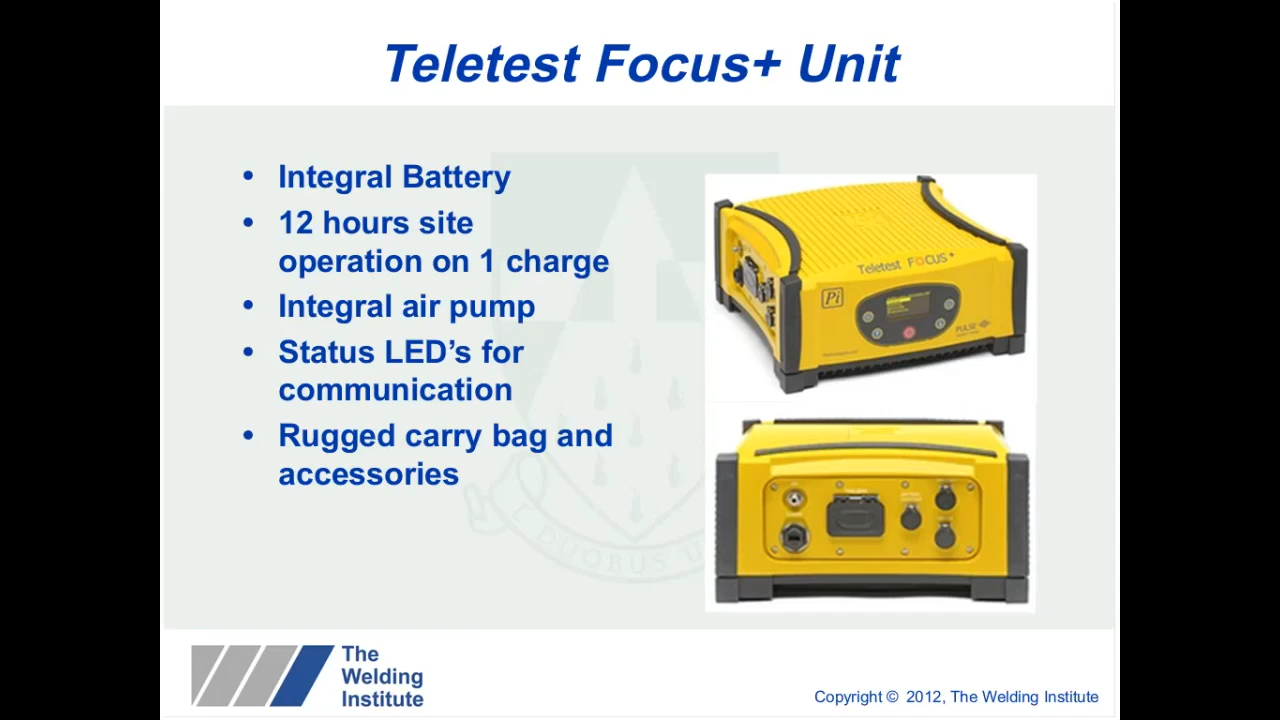 Teletest Focus+ Unit
• Integral Battery
• 12 hours site
operation on 1 charge
• Integral air pump
• Status LED’s for
communication
• Rugged carry bag and
accessories
Teletest FOCUS+
Pi
PULSE
E DUOBUS U
The
Welding
Institute
Copyright © 2012, The Welding Institute